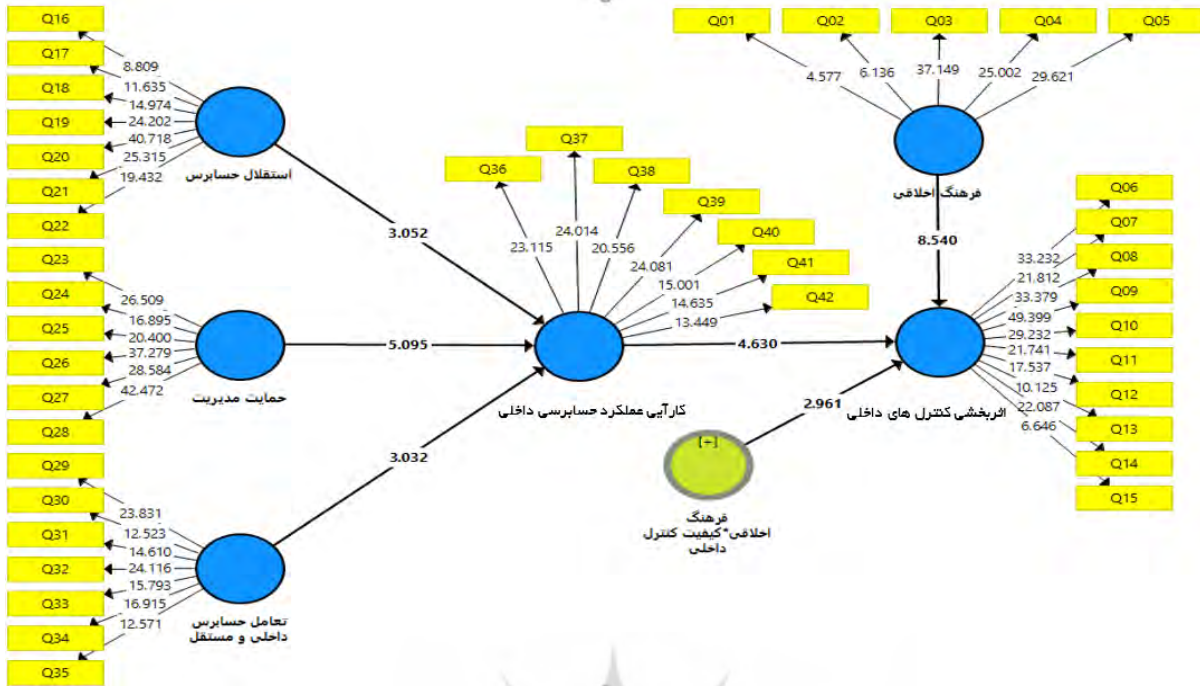 Q16
Q17
Q18
Q19
Q20
Q21
Q22
8.809
11.635
14.974
24.202
40.718
25.315
19.432
استقلال حسابرس
3.052
Q23
Q24
Q25
Q26
Q27
Q28
26.509
16.895
20.400
37.279
28.584
42.472
حمایت مدیریت
5.095
Q29
Q30
Q31
Q32
Q33
Q34
Q35
23.831
12.523
14.610
24.116
15.793
16.915
12.571
تعامل حسابرس
داخلی و مستقل
3.032
Q36
Q37
Q38
Q39
Q40
Q41
Q42
23.115
24.014
20.556
24.081
15.001
14.635
13.449
کارآیی عملکرد حسابرسی داخلی
4.630
Q01
Q02
Q03
Q04
Q05
4.577
6.136
37.149
25.002
29.621
فرهنگ اخلاقی
8.540
Q06
Q07
Q08
Q09
Q10
Q11
Q12
Q13
Q14
Q15
33.232
21.812
33.379
49.399
29.232
21.741
17.537
10.125
22.087
6.646
اثربخشی کنترل های داخلی
2.961
[+]
فرهنگ
اخلاقی*کیفیت کنترل
داخلی